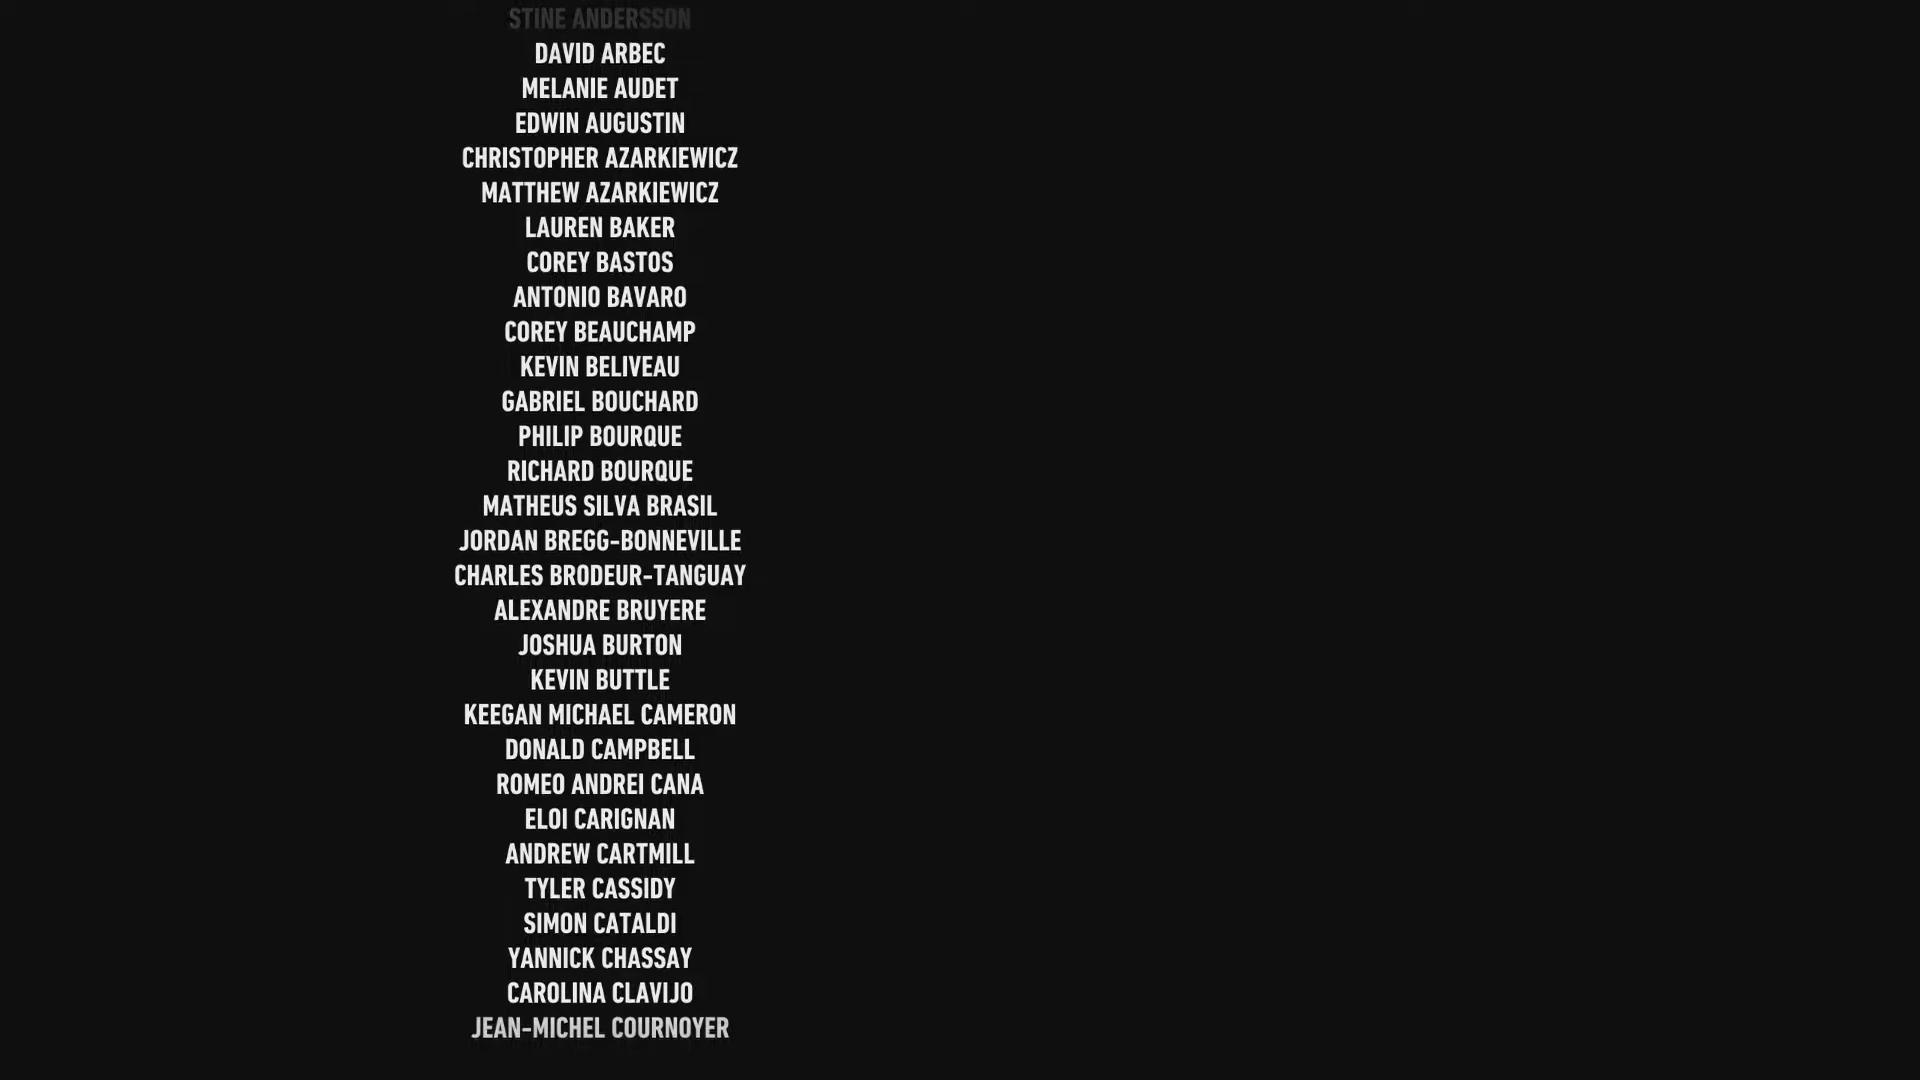 STINE ANDERSSON
DAVID ARBEC
MELANIE AUDET
EDWIN AUGUSTIN
CHRISTOPHER AZARKIEWICZ
MATTHEW AZARKIEWICZ
LAUREN BAKER
COREY BASTOS
ANTONIO BAVARO
COREY BEAUCHAMP
KEVIN BELIVEAU
GABRIEL BOUCHARD
PHILIP BOURQUE
RICHARD BOURQUE
MATHEUS SILVA BRASIL
JORDAN BREGG-BONNEVILLE
CHARLES BRODEUR-TANGUAY
ALEXANDRE BRUYERE
JOSHUA BURTON
KEVIN BUTTLE
KEEGAN MICHAEL CAMERON
DONALD CAMPBELL
ROMEO ANDREI CANA
ELOI CARIGNAN
ANDREW CARTMILL
TYLER CASSIDY
SIMON CATALDI
YANNICK CHASSAY
CAROLINA CLAVIJO
JEAN-MICHEL COURNOYER